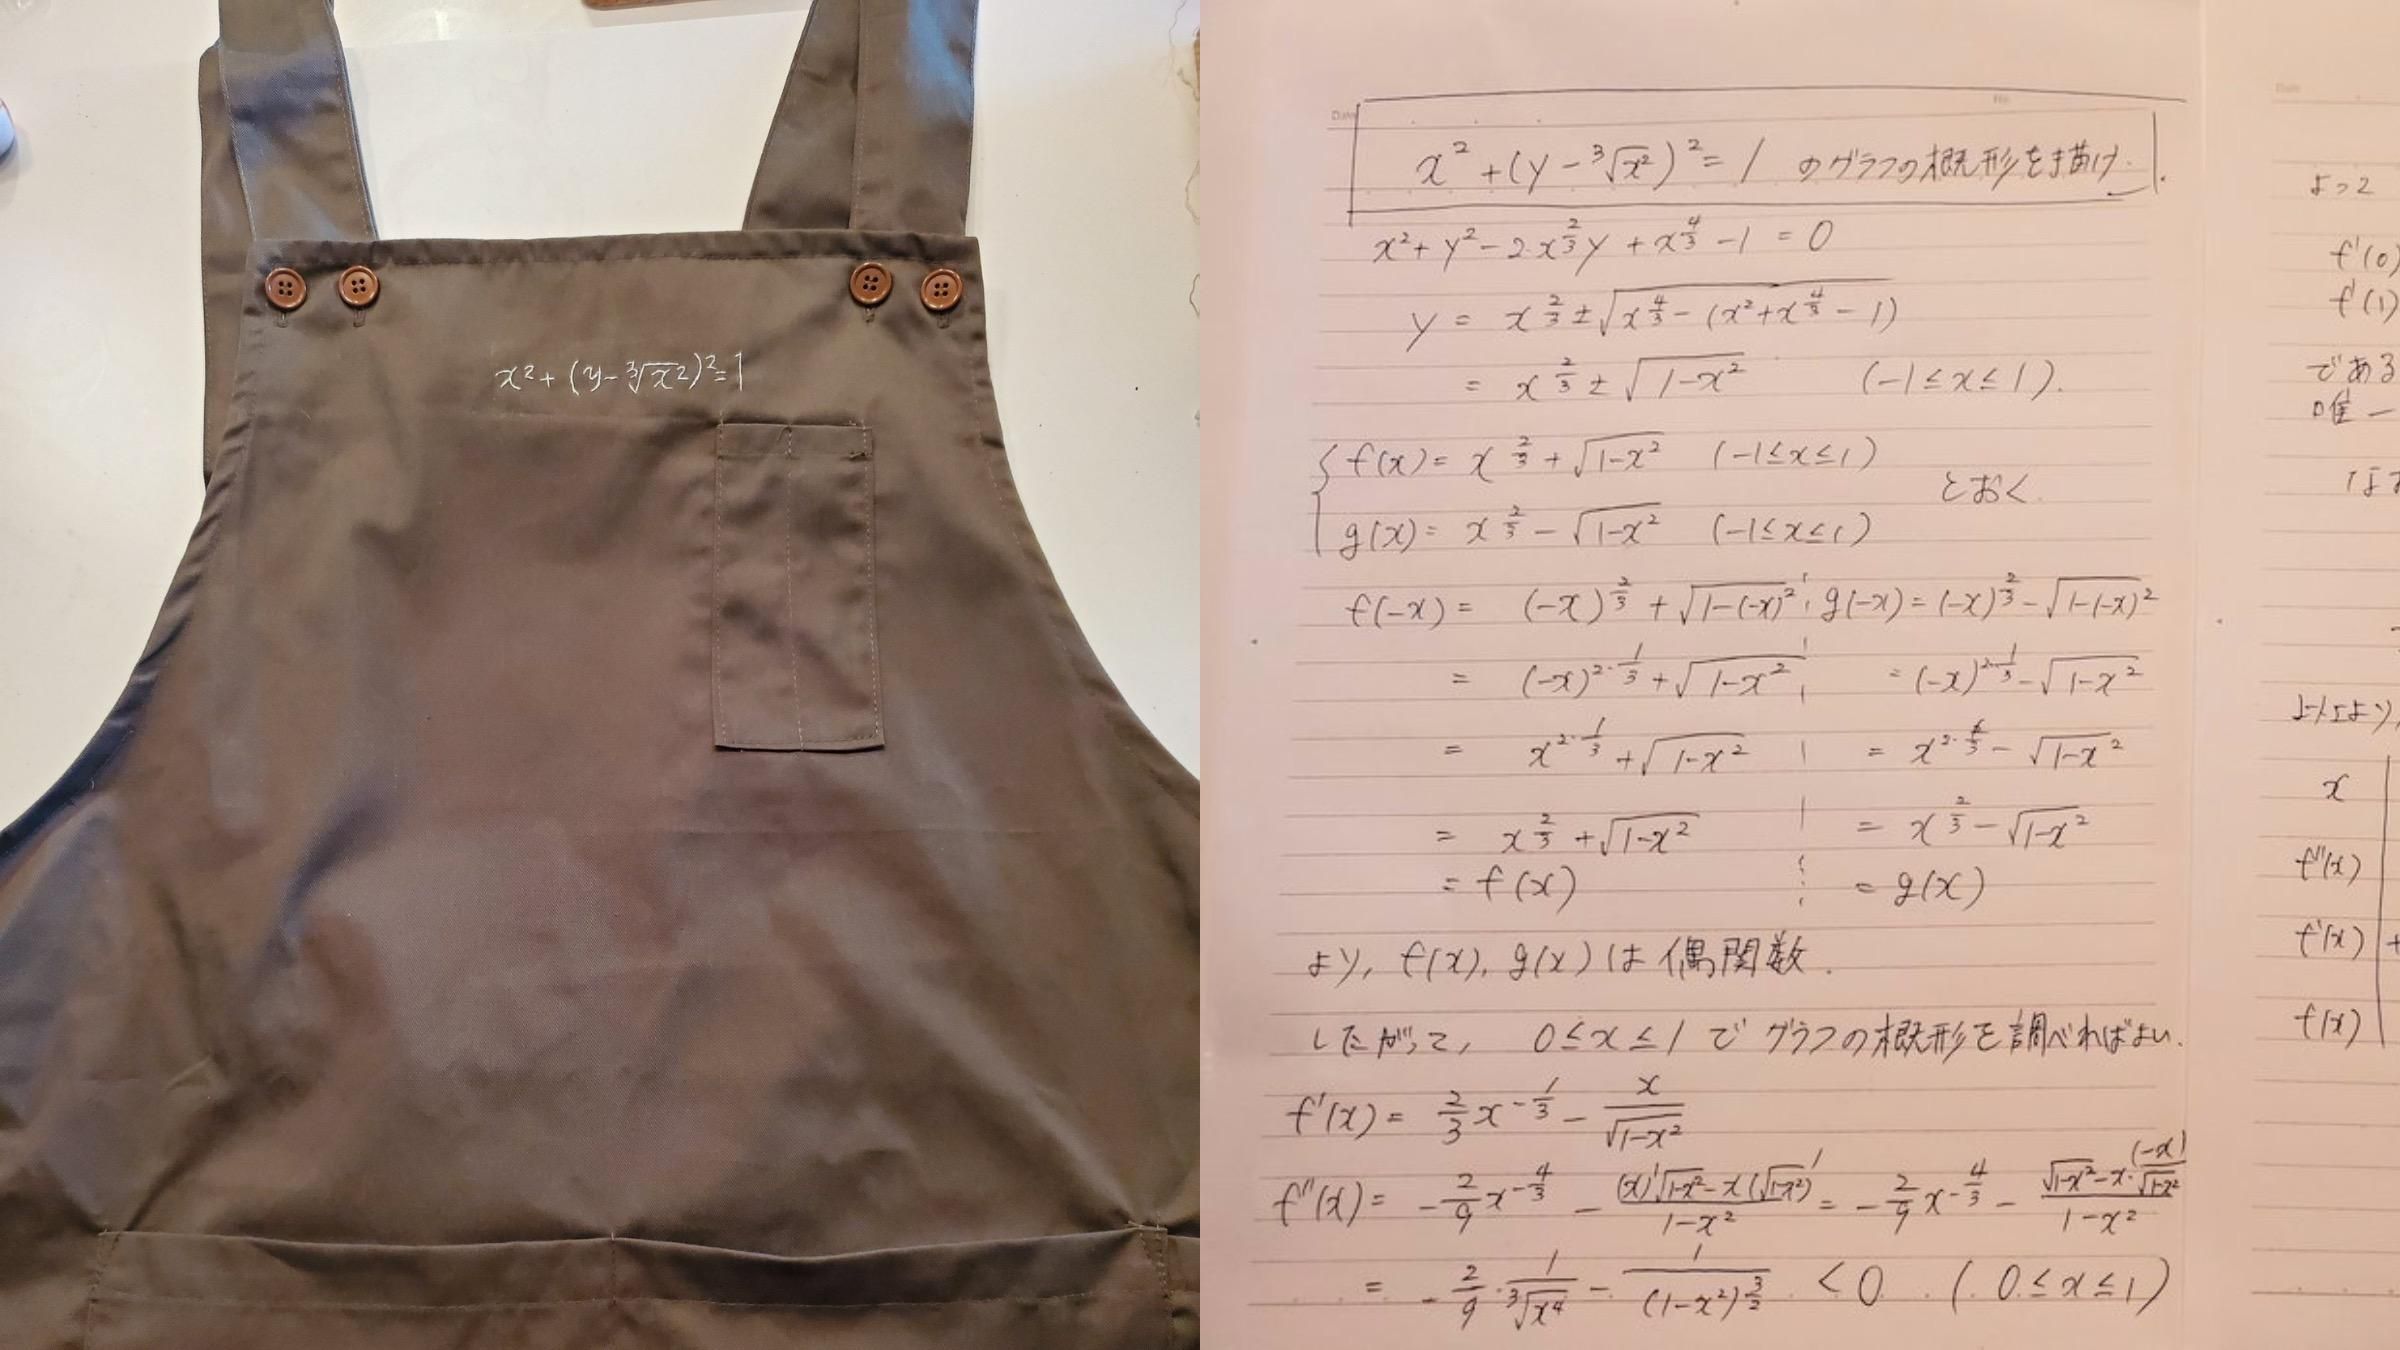 x²+(y-³√x²)²=1
Date
No.
x²+(y-³√x²)²=1 のグラフの概形を描け.
x²+y²-2x^(2/3)y+x^(4/3)-1=0
y = x^(2/3)±√(x^(4/3)-(x²+x^(4/3)-1))
= x^(2/3)±√(1-x²) (-1≤x≤1).
f(x)= x^(2/3)+√(1-x²) (-1≤x≤1)
とおく.
g(x)= x^(2/3)-√(1-x²) (-1≤x≤1)
f(-x)= (-x)^(2/3)+√(1-(-x)²) g(-x)=(-x)^(2/3)-√(1-(-x)²)
= (-x)^(2·1/3)+√(1-x²) =(-x)^(2·1/3)-√(1-x²)
= x^(2·1/3)+√(1-x²) = x^(2·1/3)-√(1-x²)
= x^(2/3)+√(1-x²) = x^(2/3)-√(1-x²)
= f(x) = g(x)
より, f(x), g(x)は偶関数.
したがって, 0≤x≤1でグラフの概形を調べればよい.
f'(x)= 2/3 x^(-1/3) - x/√(1-x²)
f''(x)= -2/9 x^(-4/3) - ((x)'√(1-x²)-x(√(1-x²))')/(1-x²) = -2/9 x^(-4/3) - (√(1-x²)-x·(-x)/√(1-x²))/(1-x²)
= -2/9·1/³√x⁴ - 1/(1-x²)^(3/2) <0 (0≤x≤1)
Date
よって
f'(0)
f'(1)
である
唯一
以上より,
x
f''(x)
f'(x) +
f(x)